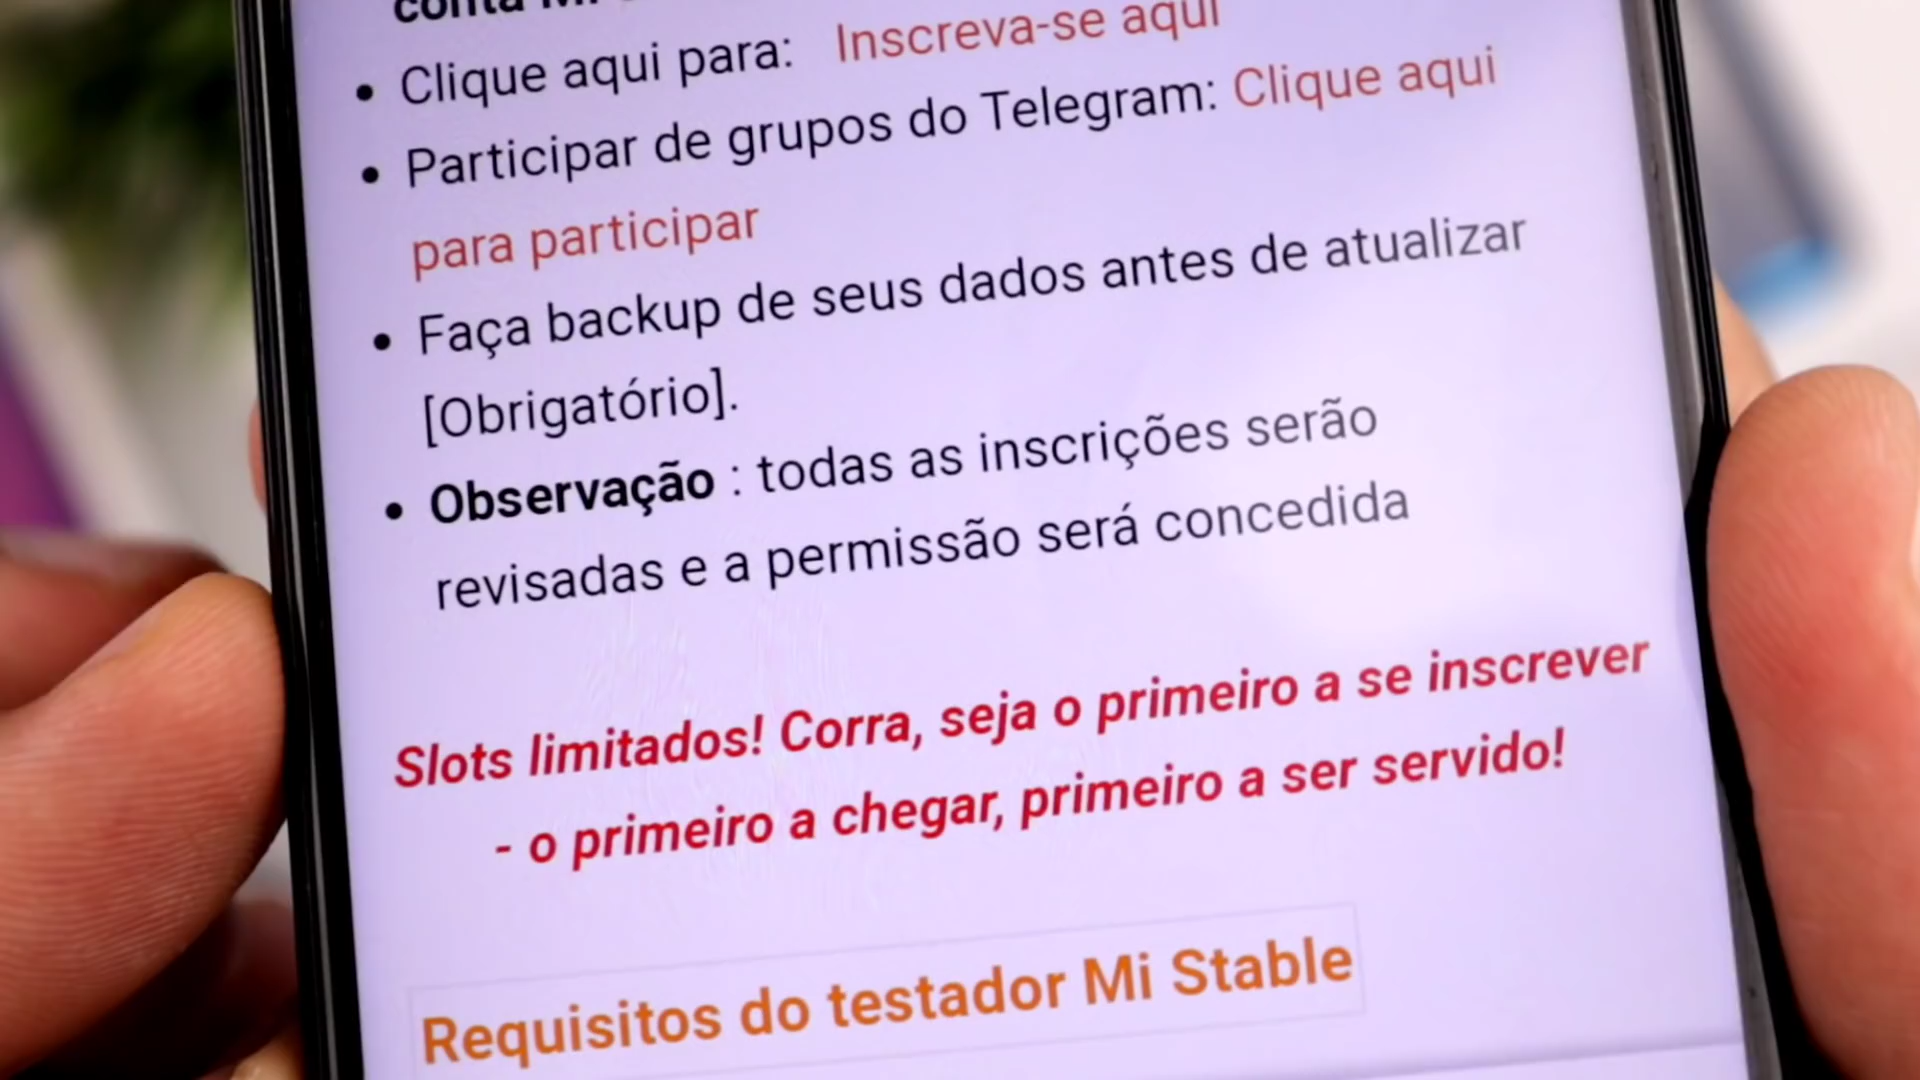 conta Mi
• Clique aqui para: Inscreva-se aqui
• Participar de grupos do Telegram: Clique aqui
para participar
• Faça backup de seus dados antes de atualizar
[Obrigatório].
• Observação : todas as inscrições serão
revisadas e a permissão será concedida
Slots limitados! Corra, seja o primeiro a se inscrever
- o primeiro a chegar, primeiro a ser servido!
Requisitos do testador Mi Stable